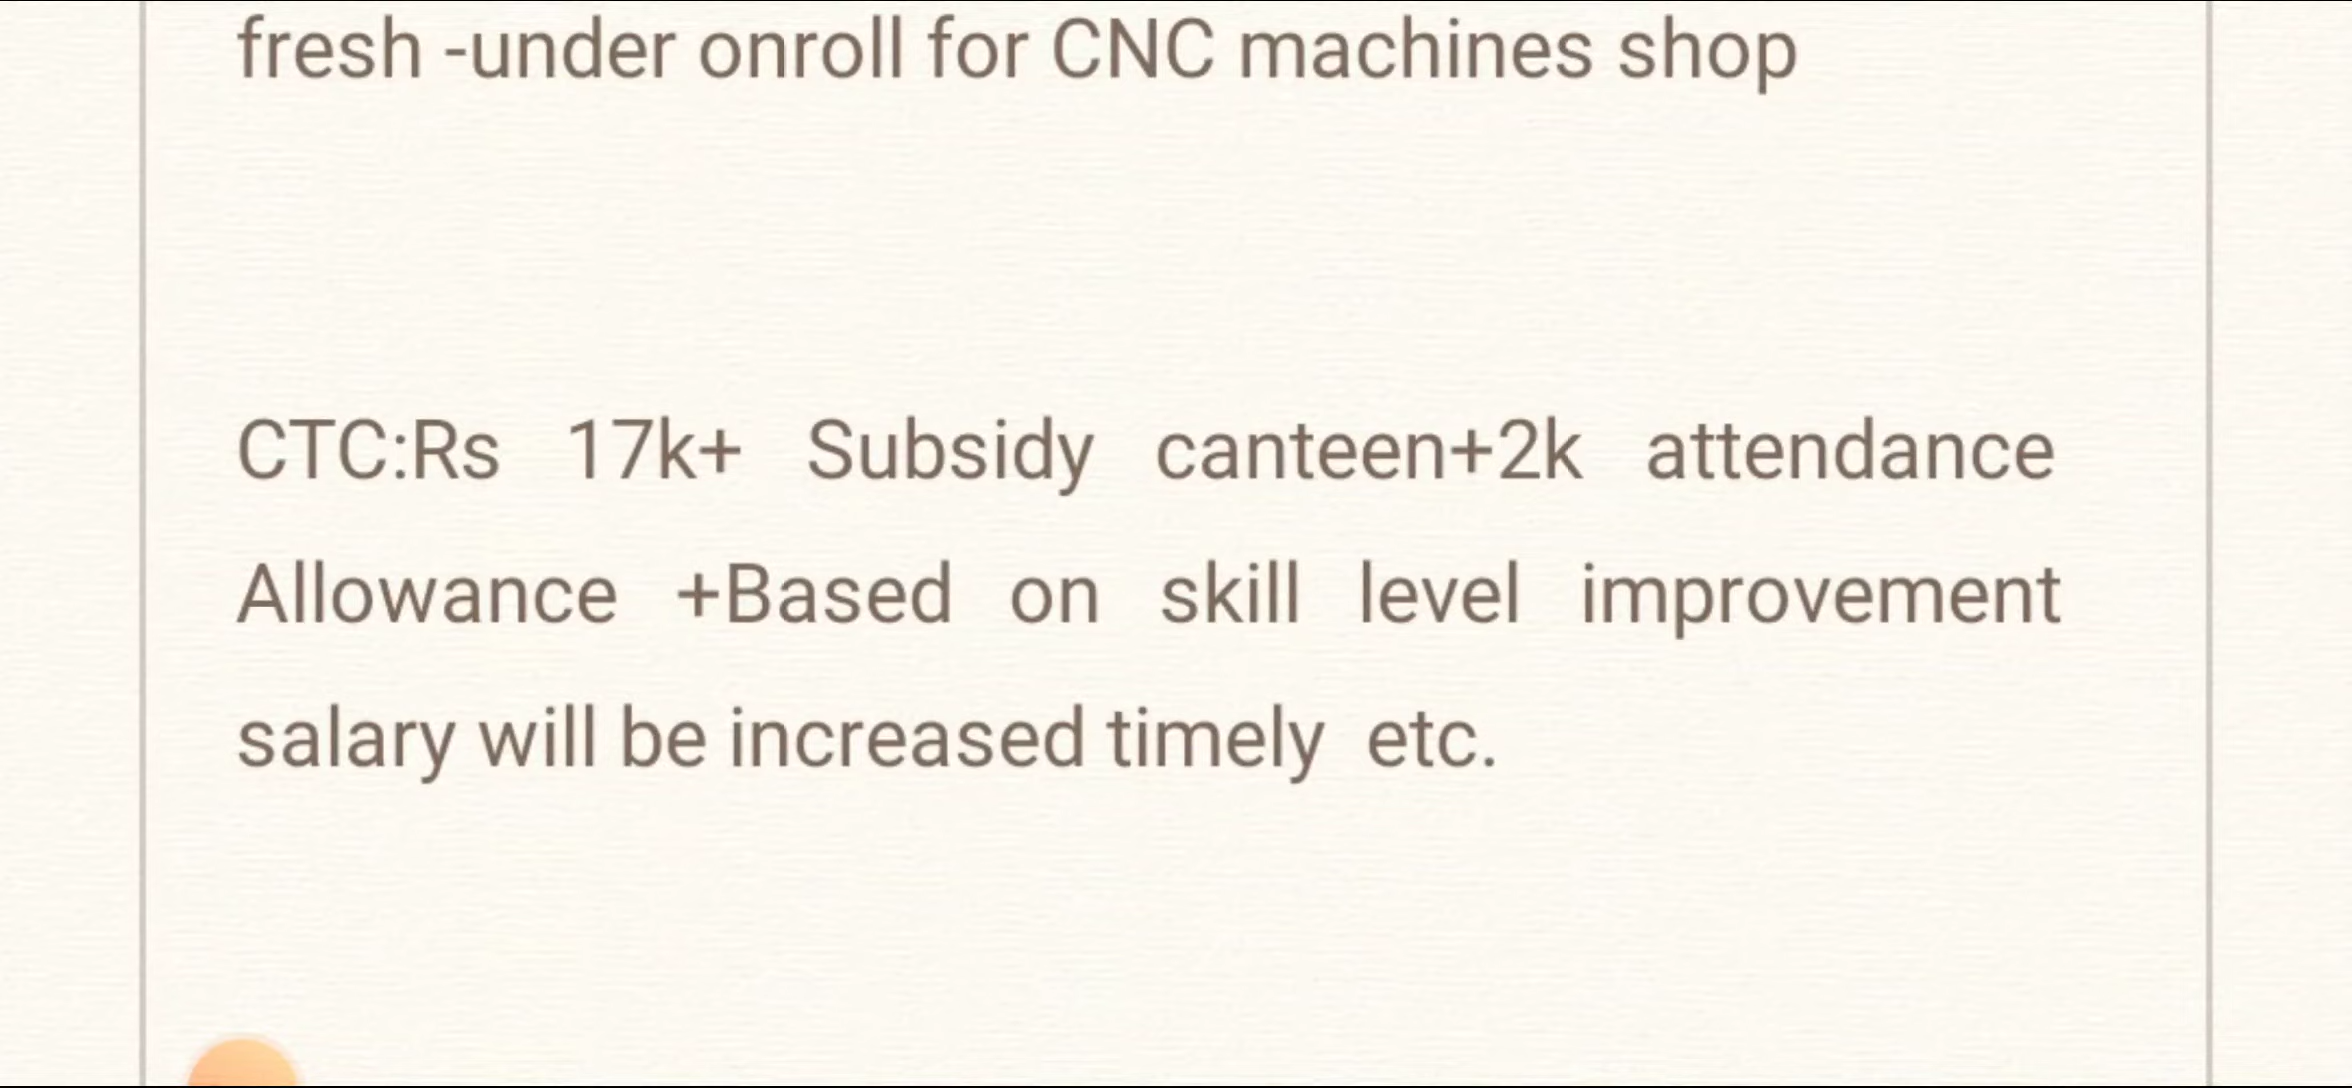 fresh -under onroll for CNC machines shop
CTC:Rs 17k+ Subsidy canteen+2k attendance
Allowance +Based on skill level improvement
salary will be increased timely  etc.